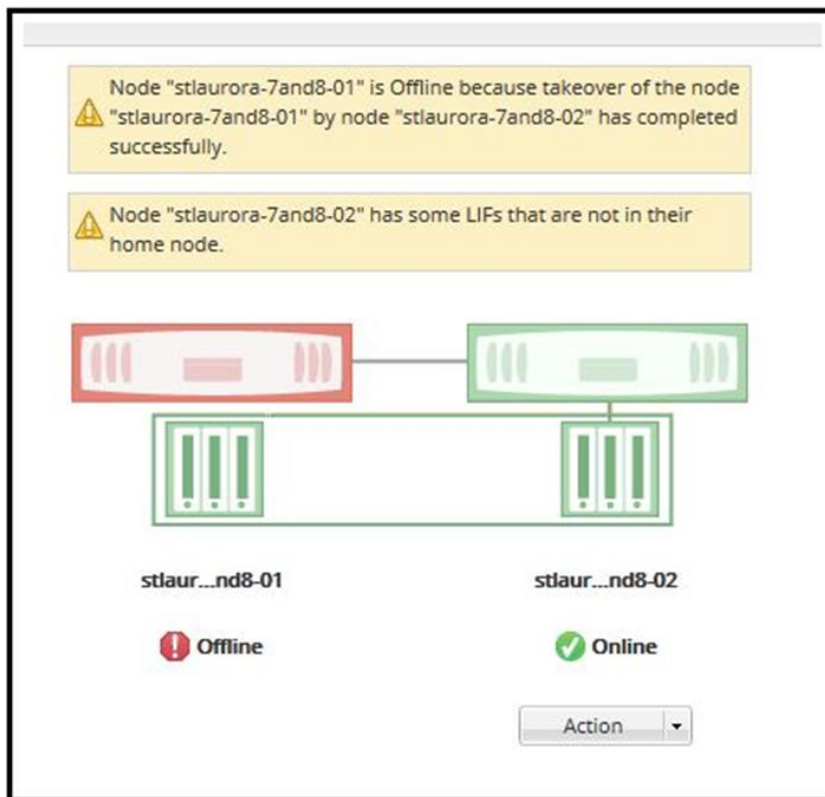 Node "stlaurora-7and8-01" is Offline because takeover of the node
"stlaurora-7and8-01" by node "stlaurora-7and8-02" has completed
successfully.
Node "stlaurora-7and8-02" has some LIFs that are not in their
home node.
stlaur...nd8-01
stlaur...nd8-02
Offline
Online
Action